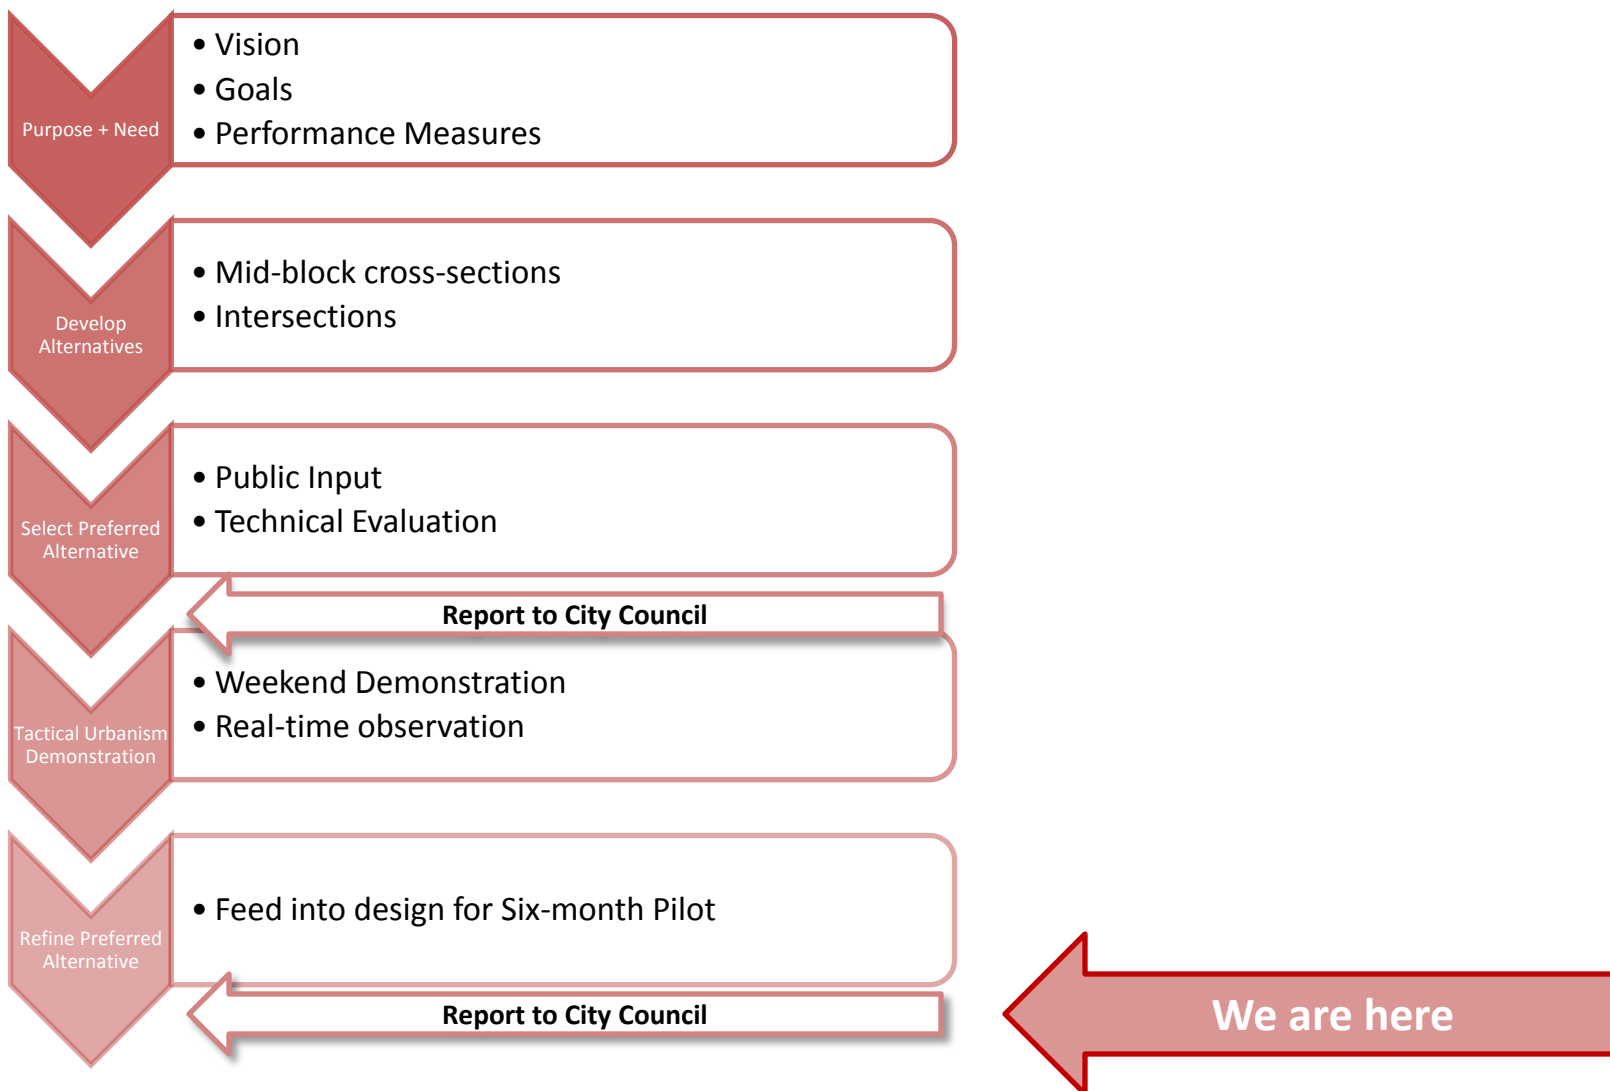 Purpose + Need
• Vision
• Goals
• Performance Measures
Develop
Alternatives
• Mid-block cross-sections
• Intersections
Select Preferred
Alternative
• Public Input
• Technical Evaluation
Report to City Council
Tactical Urbanism
Demonstration
• Weekend Demonstration
• Real-time observation
Refine Preferred
Alternative
• Feed into design for Six-month Pilot
Report to City Council
We are here